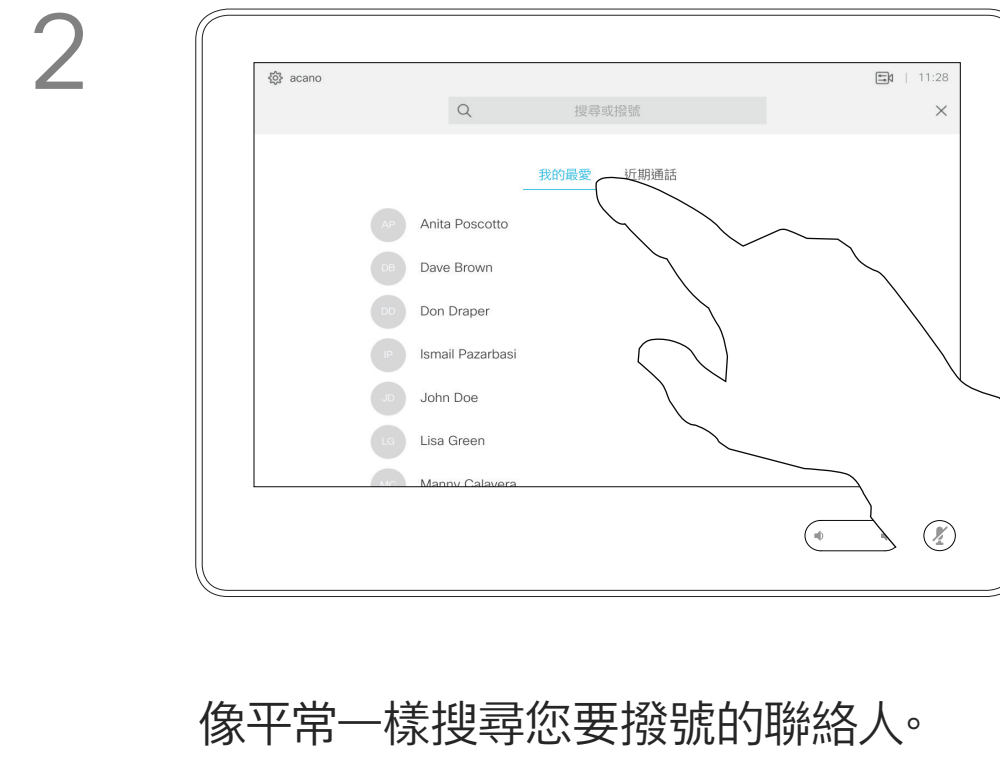 2
acano
11:28
搜尋或撥號
我的最愛 近期通話
AP Anita Poscotto
DB Dave Brown
DD Don Draper
IP Ismail Pazarbasi
JD John Doe
LG Lisa Green
MC Manny Calavera
像平常一樣搜尋您要撥號的聯絡人。